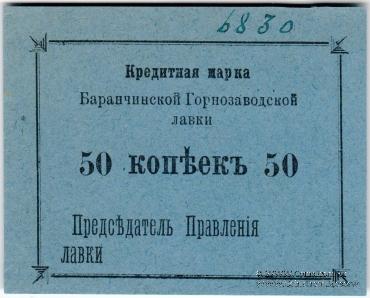 6830
Кредитная марка
Баранчинской Горнозаводской
лавки
50 копѣекъ 50
Предсѣдатель Правленія
лавки